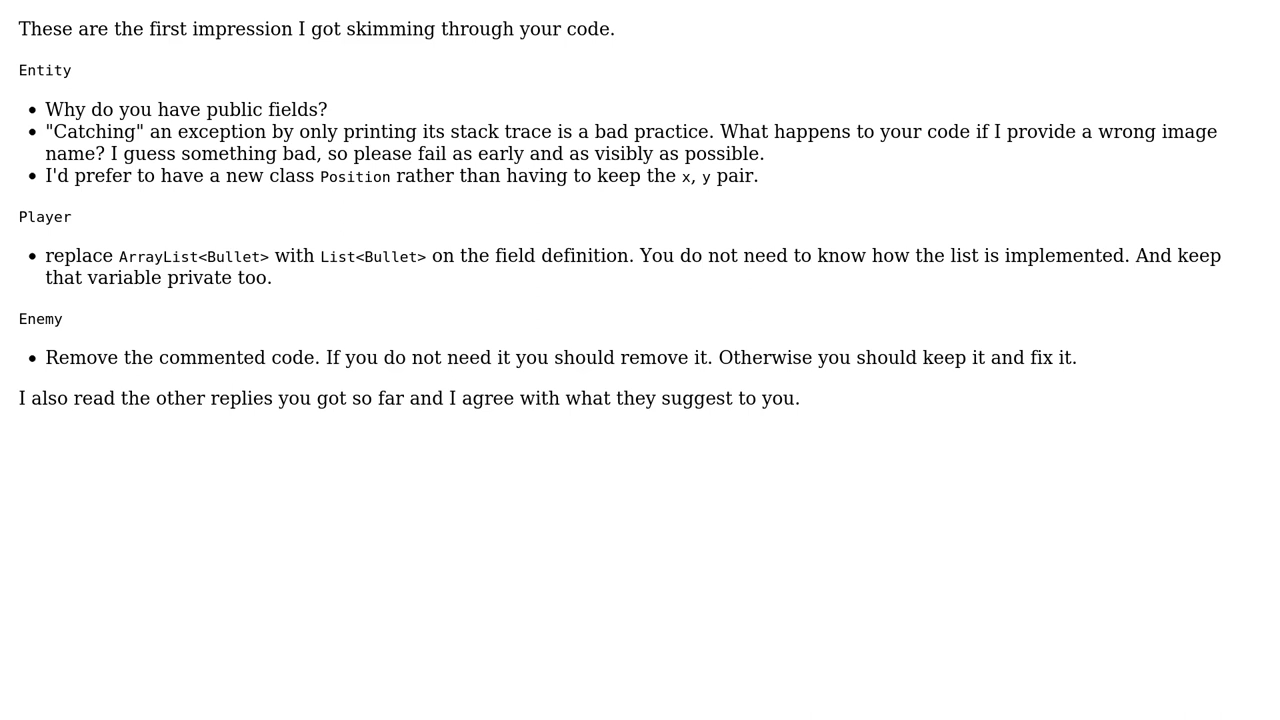 These are the first impression I got skimming through your code.
Entity
• Why do you have public fields?
• "Catching" an exception by only printing its stack trace is a bad practice. What happens to your code if I provide a wrong image
name? I guess something bad, so please fail as early and as visibly as possible.
• I'd prefer to have a new class Position rather than having to keep the x, y pair.
Player
• replace ArrayList<Bullet> with List<Bullet> on the field definition. You do not need to know how the list is implemented. And keep
that variable private too.
Enemy
• Remove the commented code. If you do not need it you should remove it. Otherwise you should keep it and fix it.
I also read the other replies you got so far and I agree with what they suggest to you.